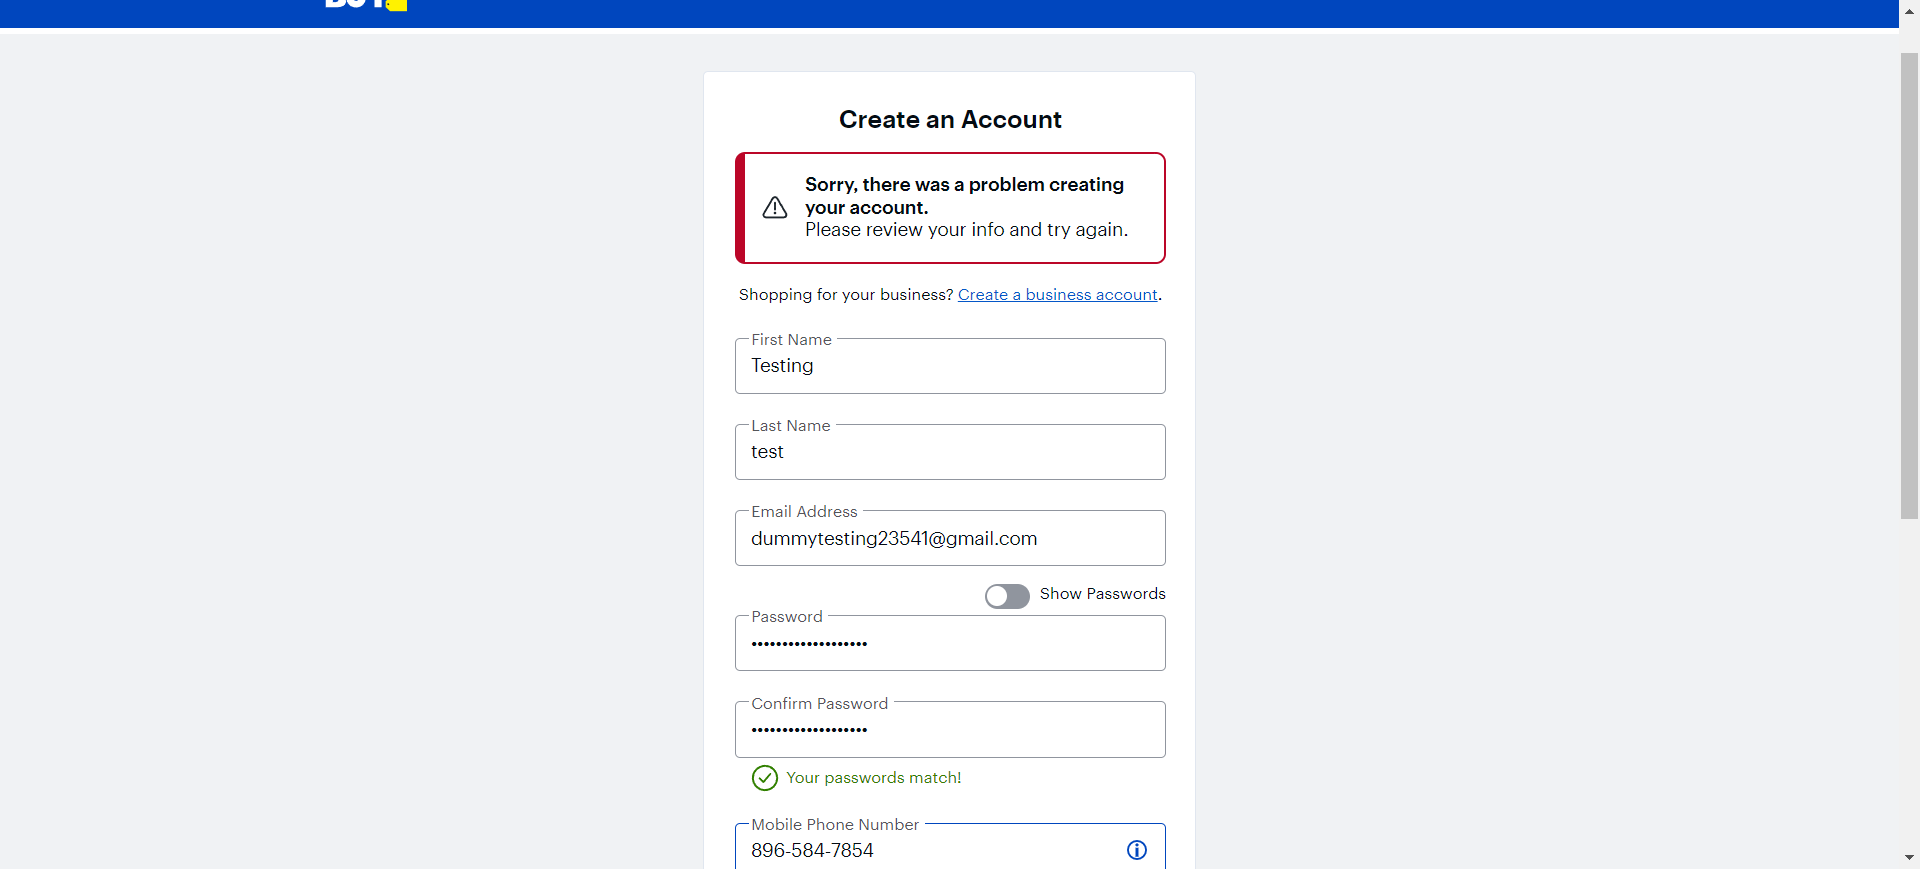 Create an Account
Sorry, there was a problem creating
your account.
Please review your info and try again.
Shopping for your business? Create a business account.
First Name
Testing
Last Name
test
Email Address
dummytesting23541@gmail.com
Show Passwords
Password
•••••••••••••••••••
Confirm Password
•••••••••••••••••••
Your passwords match!
Mobile Phone Number
896-584-7854